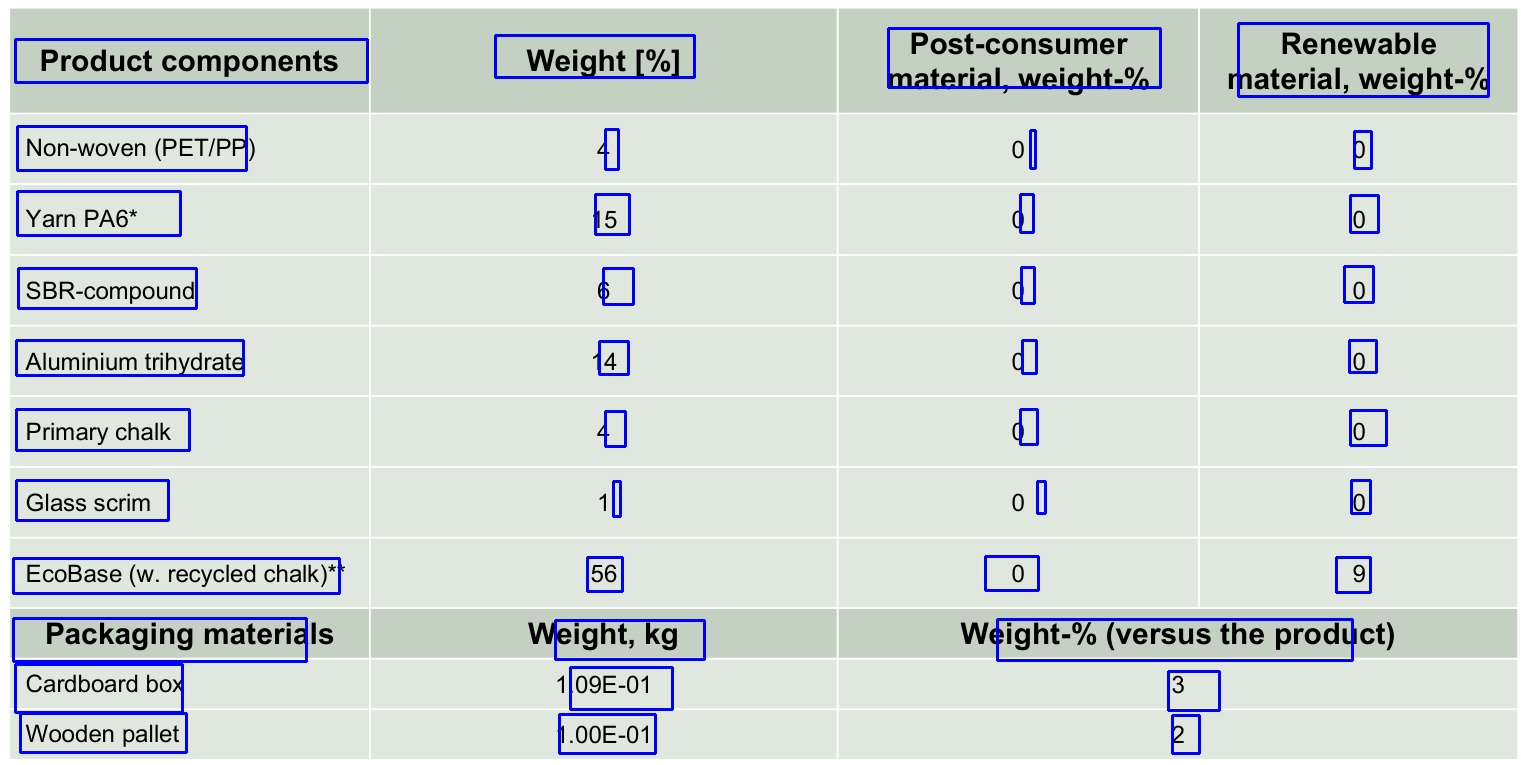 Product components Weight [%] Post-consumer material, weight-% Renewable material, weight-%
Non-woven (PET/PP) 4 0 0
Yarn PA6* 15 0 0
SBR-compound 6 0 0
Aluminium trihydrate 14 0 0
Primary chalk 4 0 0
Glass scrim 1 0 0
EcoBase (w. recycled chalk)** 56 0 9
Packaging materials Weight, kg Weight-% (versus the product)
Cardboard box 1.09E-01 3
Wooden pallet 1.00E-01 2